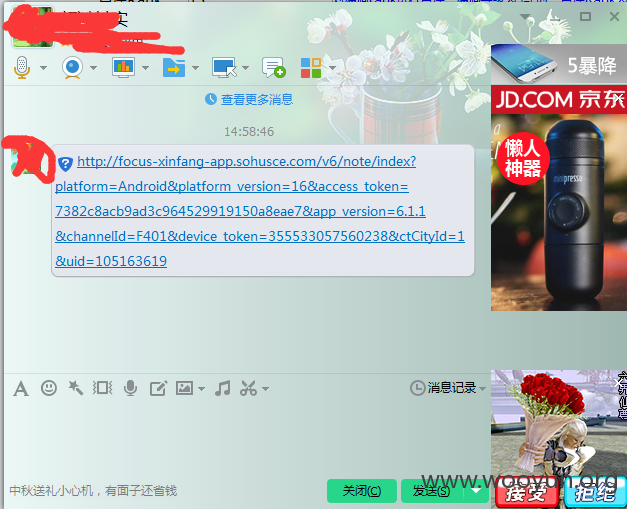 5暴降
查看更多消息
JD.COM 京东
14:58:46
懒人
神器
minipresso
http://focus-xinfang-app.sohusce.com/v6/note/index?
platform=Android&platform_version=16&access_token=
7382c8acb9ad3c964529919150a8eae7&app_version=6.1.1
&channelId=F401&device_token=355533057560238&ctCityId=1
&uid=105163619
消息记录
中秋送礼小心机，有面子还省钱
关闭(C)
发送(S)
www.wooyun.org
接受
拒绝